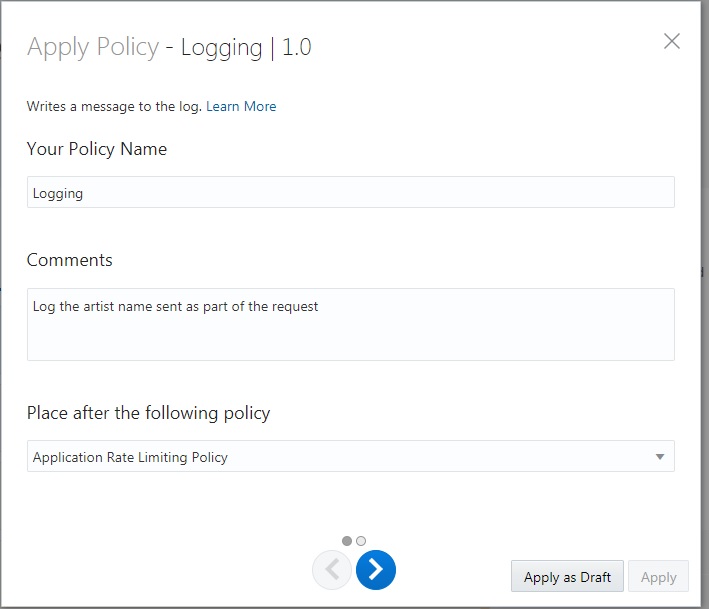 Apply Policy - Logging | 1.0
Writes a message to the log. Learn More
Your Policy Name
Logging
Comments
Log the artist name sent as part of the request
Place after the following policy
Application Rate Limiting Policy
Apply as Draft
Apply